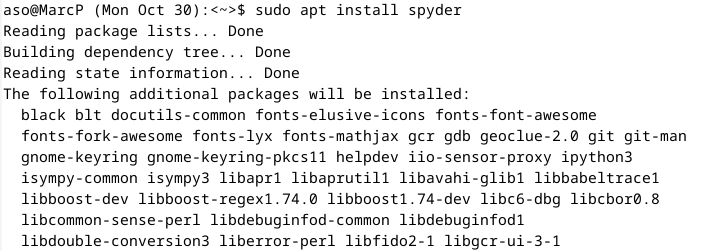 aso@MarcP (Mon Oct 30):<~>$ sudo apt install spyder
Reading package lists... Done
Building dependency tree... Done
Reading state information... Done
The following additional packages will be installed:
  black blt docutils-common fonts-elusive-icons fonts-font-awesome
  fonts-fork-awesome fonts-lyx fonts-mathjax gcr gdb geoclue-2.0 git git-man
  gnome-keyring gnome-keyring-pkcs11 helpdev iio-sensor-proxy ipython3
  isympy-common isympy3 libapr1 libaprutil1 libavahi-glib1 libbabeltrace1
  libboost-dev libboost-regex1.74.0 libboost1.74-dev libc6-dbg libcbor0.8
  libcommon-sense-perl libdebuginfod-common libdebuginfod1
  libdouble-conversion3 liberror-perl libfido2-1 libgcr-ui-3-1